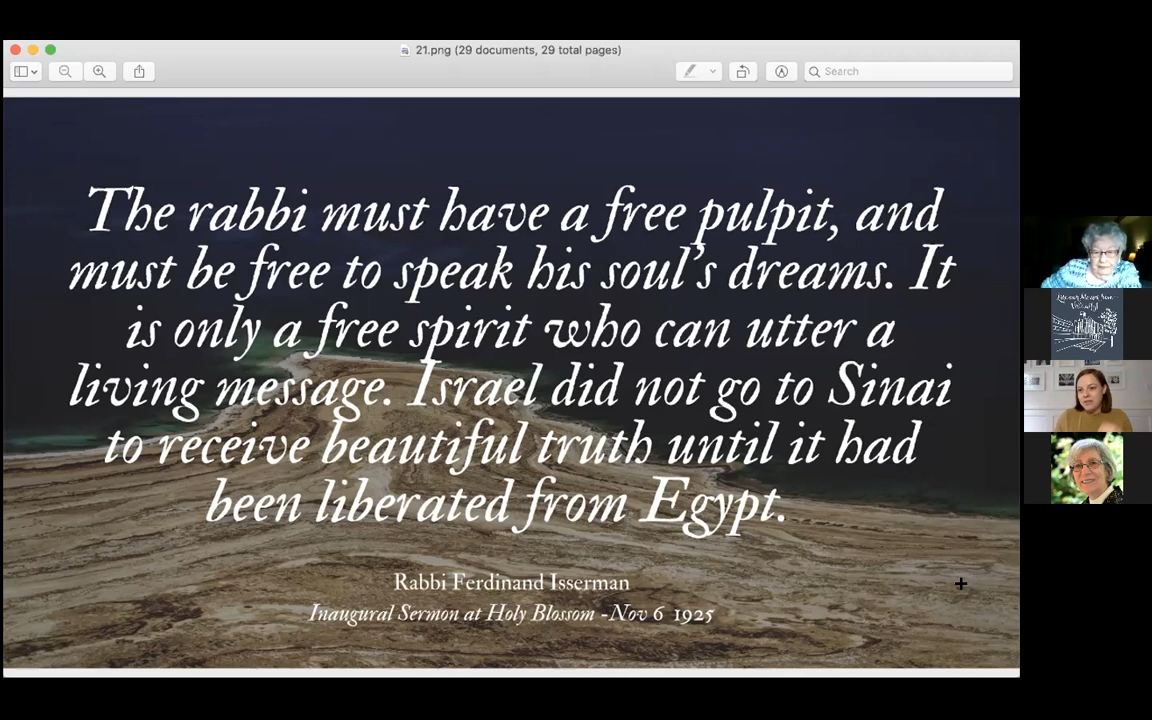 21.png (29 documents, 29 total pages)
Search
The rabbi must have a free pulpit, and
must be free to speak his soul's dreams. It
is only a free spirit who can utter a
living message. Israel did not go to Sinai
to receive beautiful truth until it had
been liberated from Egypt.
Rabbi Ferdinand Isserman
Inaugural Sermon at Holy Blossom -Nov 6 1925